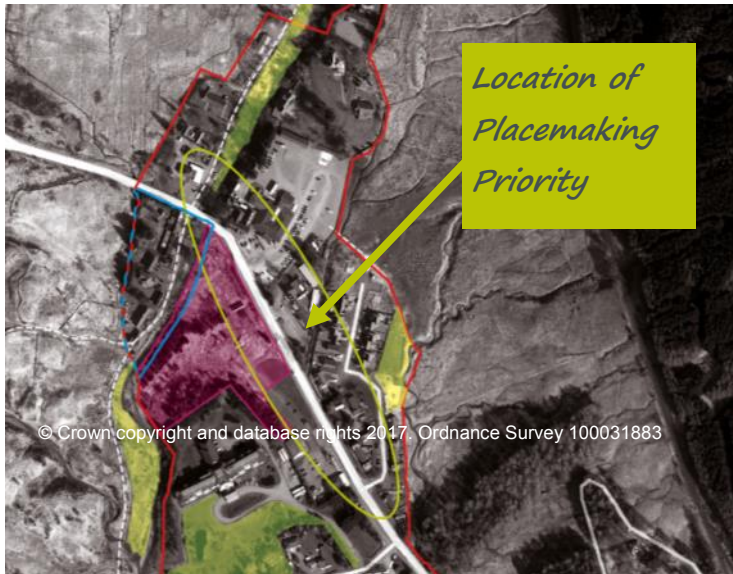 Location of
Placemaking
Priority
© Crown copyright and database rights 2017. Ordnance Survey 100031883